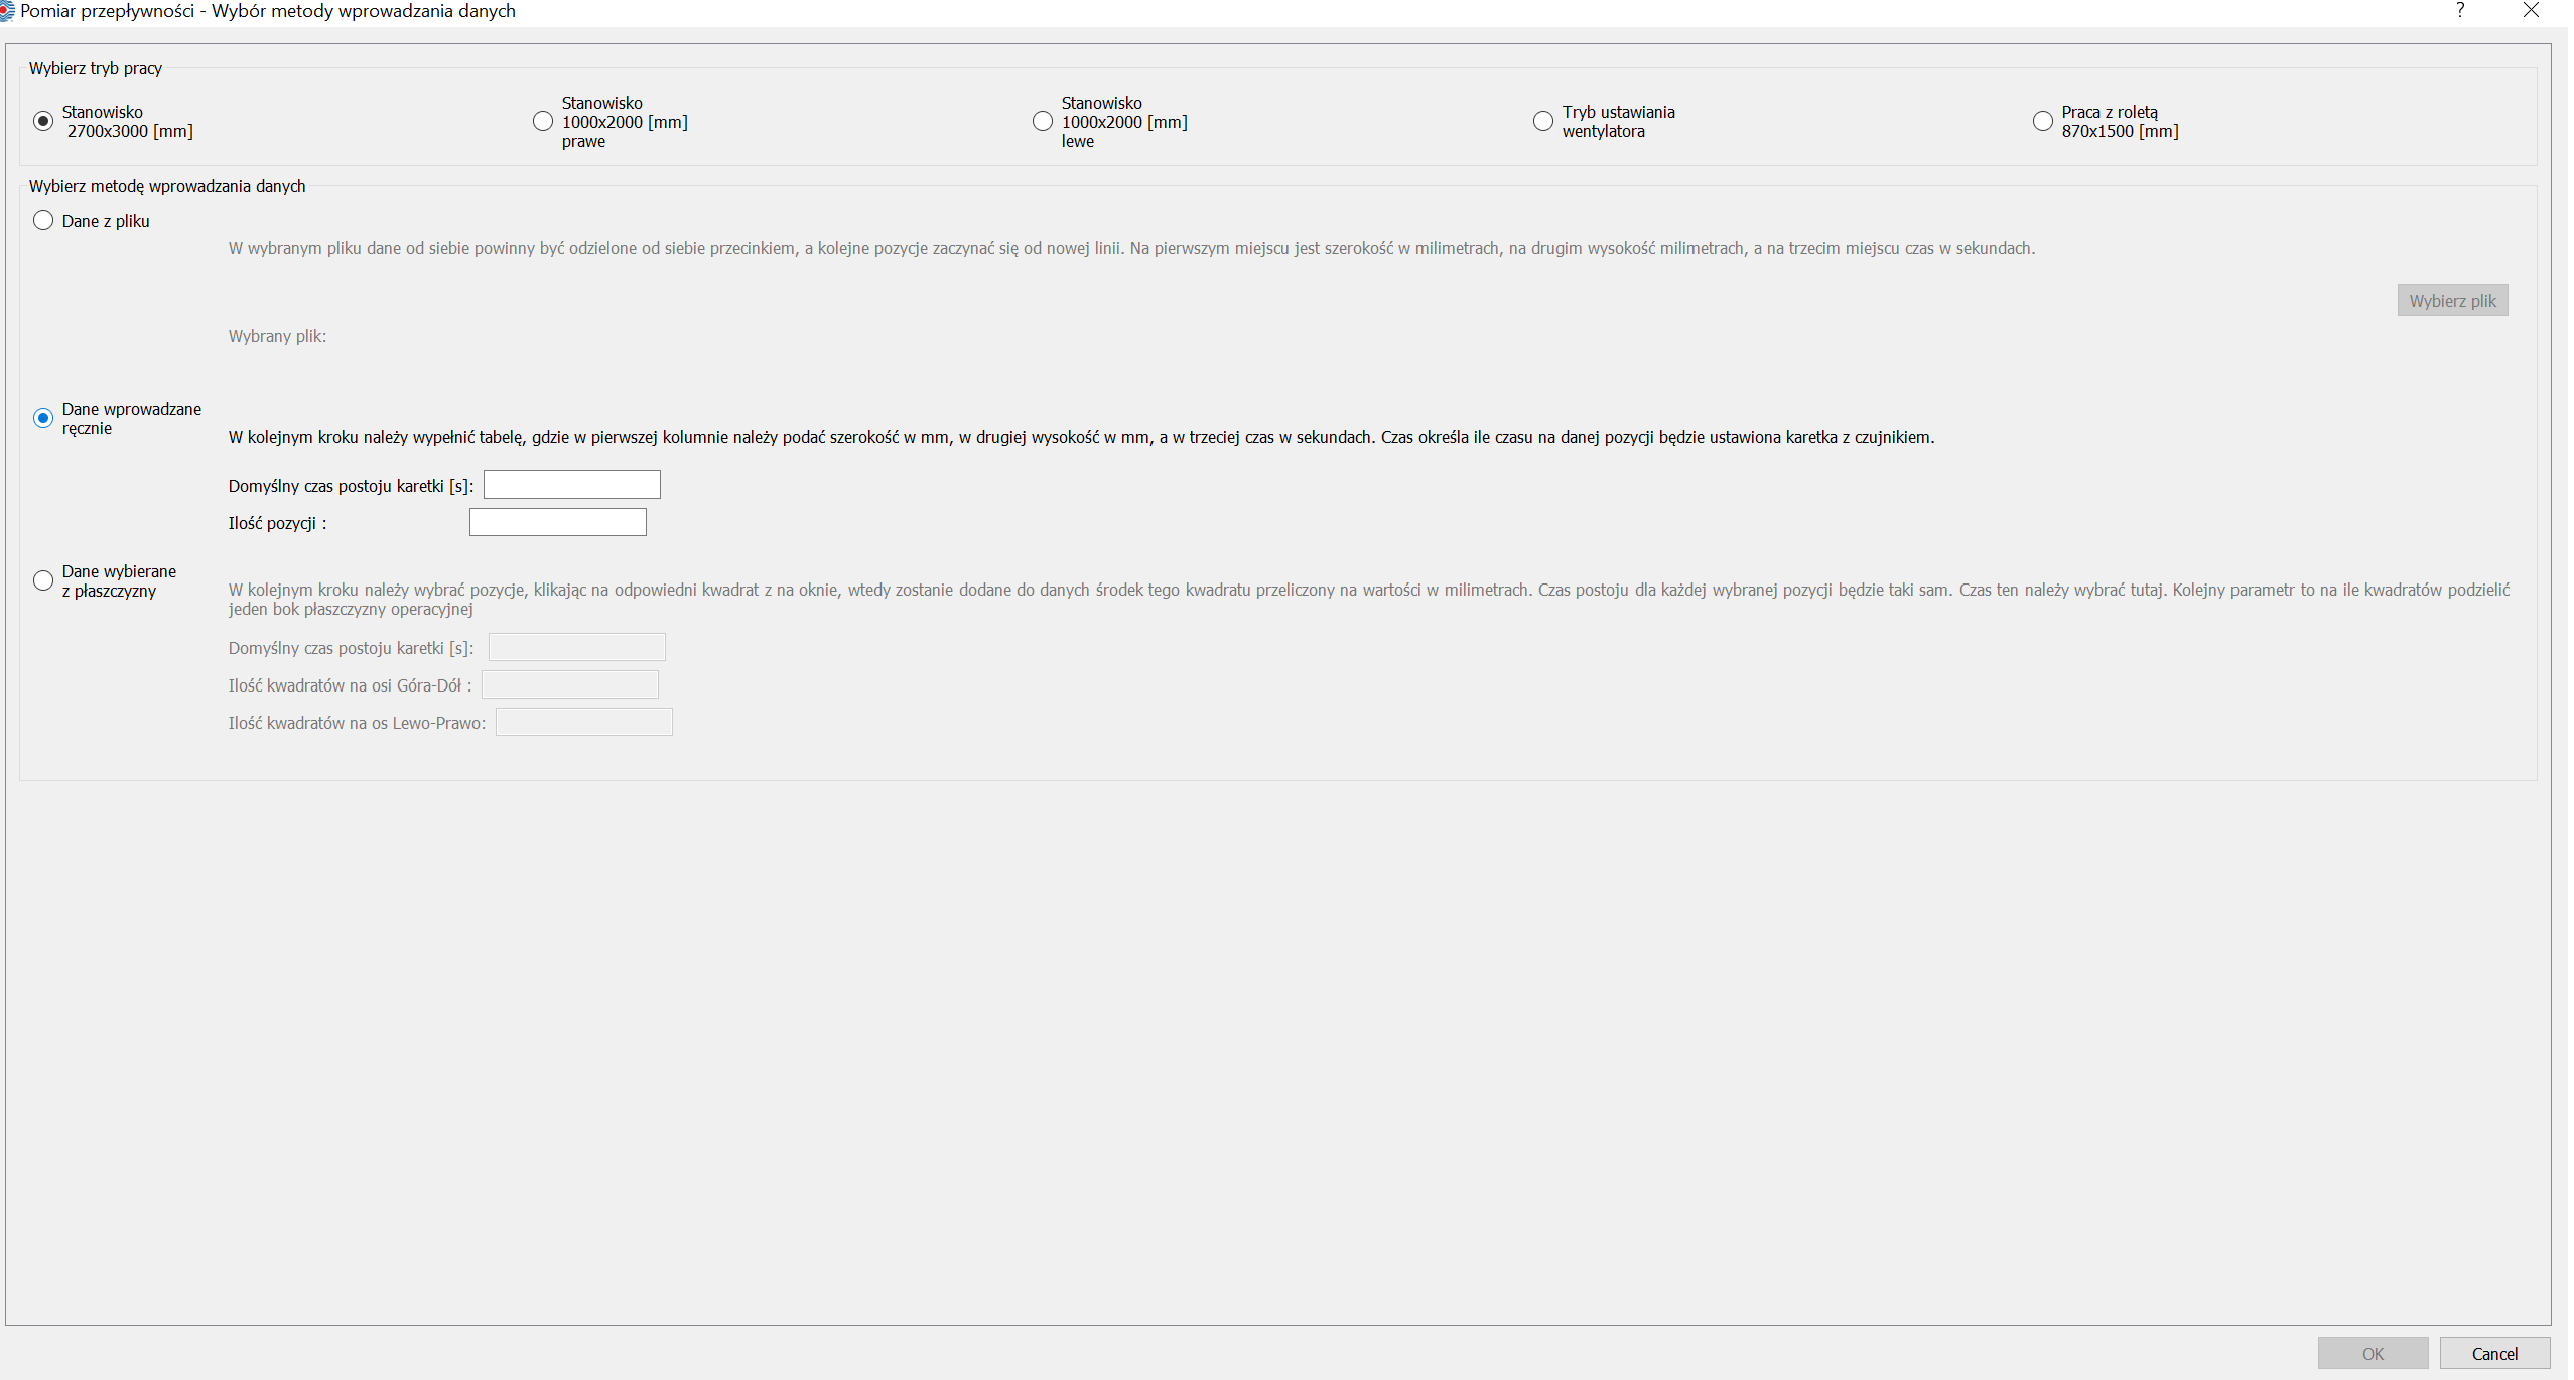 Pomiar przepływności - Wybór metody wprowadzania danych
?
Wybierz tryb pracy
Stanowisko
2700x3000 [mm]
Stanowisko
1000x2000 [mm]
prawe
Stanowisko
1000x2000 [mm]
lewe
Tryb ustawiania
wentylatora
Praca z roletą
870x1500 [mm]
Wybierz metodę wprowadzania danych
Dane z pliku
W wybranym pliku dane od siebie powinny być odzielone od siebie przecinkiem, a kolejne pozycje zaczynać się od nowej linii. Na pierwszym miejscu jest szerokość w milimetrach, na drugim wysokość milimetrach, a na trzecim miejscu czas w sekundach.
Wybierz plik
Wybrany plik:
Dane wprowadzane
ręcznie
W kolejnym kroku należy wypełnić tabelę, gdzie w pierwszej kolumnie należy podać szerokość w mm, w drugiej wysokość w mm, a w trzeciej czas w sekundach. Czas określa ile czasu na danej pozycji będzie ustawiona karetka z czujnikiem.
Domyślny czas postoju karetki [s]:
Ilość pozycji :
Dane wybierane
z płaszczyzny
W kolejnym kroku należy wybrać pozycje, klikając na odpowiedni kwadrat z na oknie, wtedy zostanie dodane do danych środek tego kwadratu przeliczony na wartości w milimetrach. Czas postoju dla każdej wybranej pozycji będzie taki sam. Czas ten należy wybrać tutaj. Kolejny parametr to na ile kwadratów podzielić
jeden bok płaszczyzny operacyjnej
Domyślny czas postoju karetki [s]:
Ilość kwadratów na osi Góra-Dół :
Ilość kwadratów na os Lewo-Prawo:
OK
Cancel